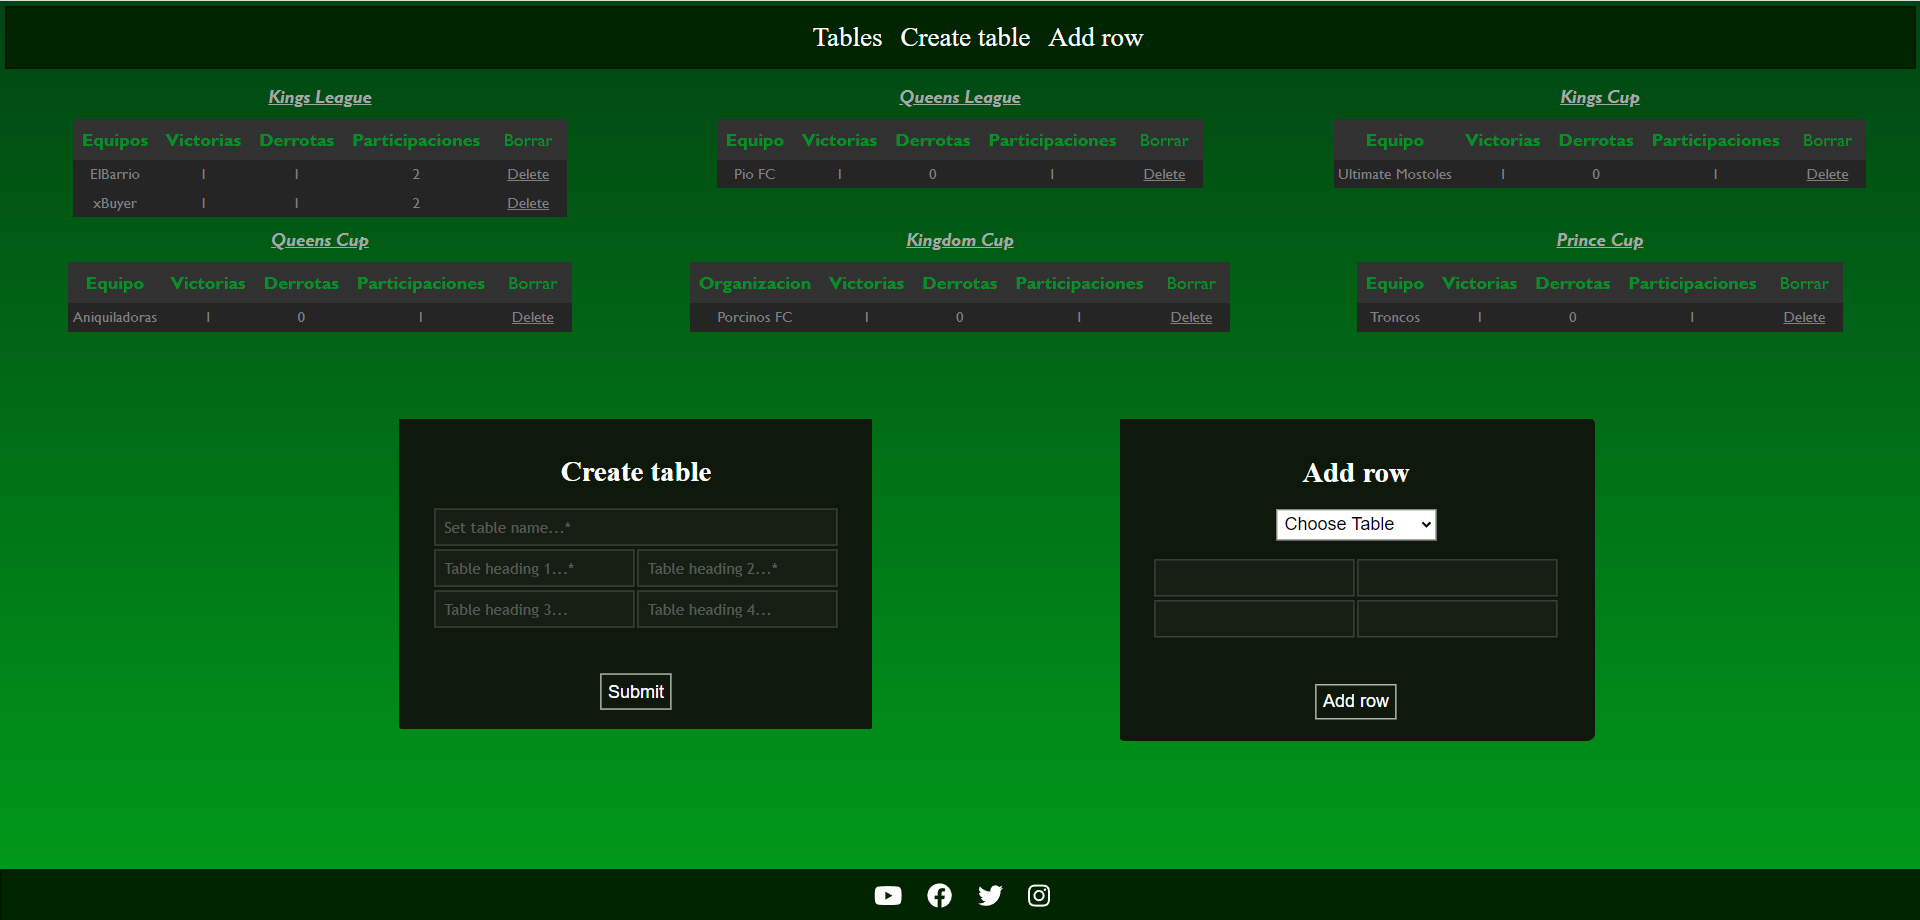 Tables Create table Add row
Kings League
Equipos Victorias Derrotas Participaciones Borrar
ElBarrio 1 1 2 Delete
xBuyer 1 1 2 Delete
Queens League
Equipo Victorias Derrotas Participaciones Borrar
Pio FC 1 0 1 Delete
Kings Cup
Equipo Victorias Derrotas Participaciones Borrar
Ultimate Mostoles 1 0 1 Delete
Queens Cup
Equipo Victorias Derrotas Participaciones Borrar
Aniquiladoras 1 0 1 Delete
Kingdom Cup
Organizacion Victorias Derrotas Participaciones Borrar
Porcinos FC 1 0 1 Delete
Prince Cup
Equipo Victorias Derrotas Participaciones Borrar
Troncos 1 0 1 Delete
Create table
Set table name...*
Table heading 1...* Table heading 2...*
Table heading 3... Table heading 4...
Submit
Add row
Choose Table
Add row